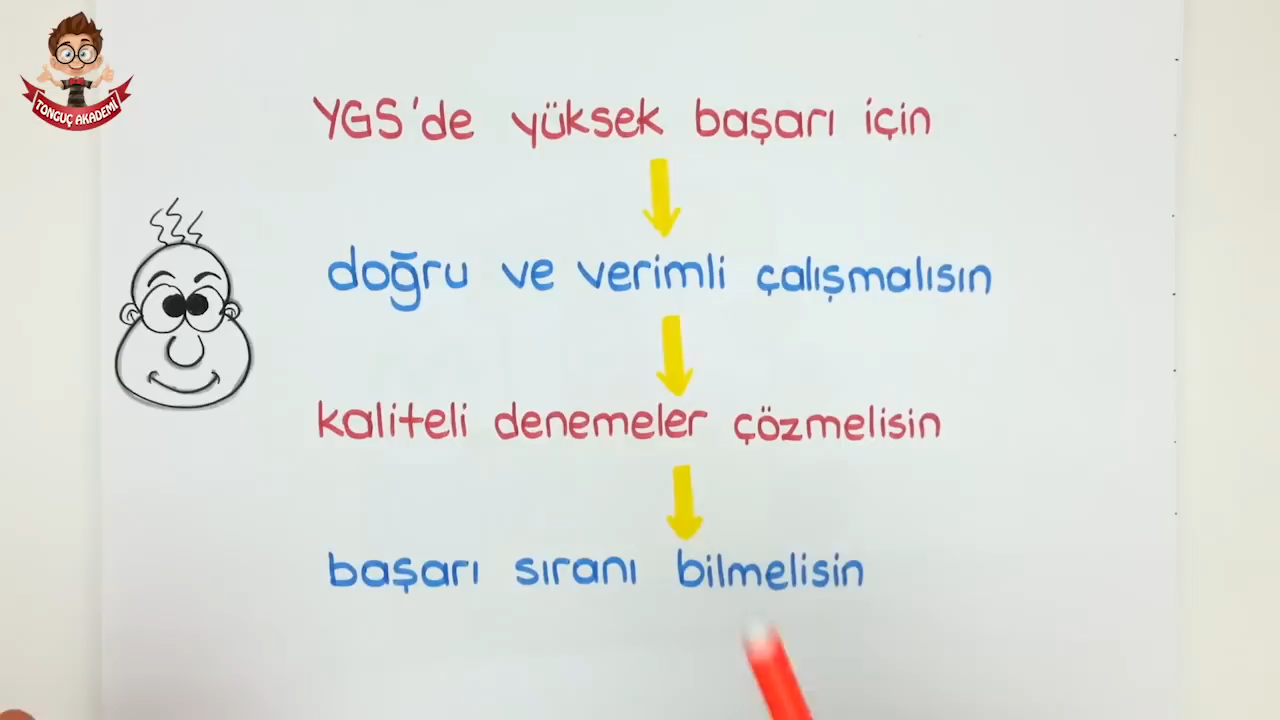 TONGUÇ AKADEMİ
YGS'de yüksek başarı için
doğru ve verimli çalışmalısın
kaliteli denemeler çözmelisin
başarı sıranı bilmelisin